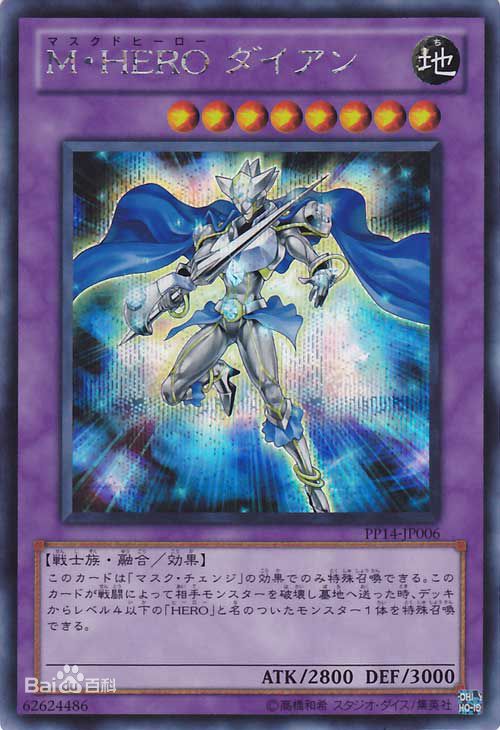 マスクドヒーロー
M・HERO ダイアン
地
PP14-JP006
【戦士族・融合/効果】
このカードは「マスク・チェンジ」の効果でのみ特殊召喚できる。この
カードが戦闘によって相手モンスターを破壊し墓地へ送った時、デッキ
からレベル4以下の「HERO」と名のついたモンスター1体を特殊召喚
できる。
ATK/2800 DEF/3000
Bai百科
62624486
©高橋和希 スタジオ・ダイス/集英社